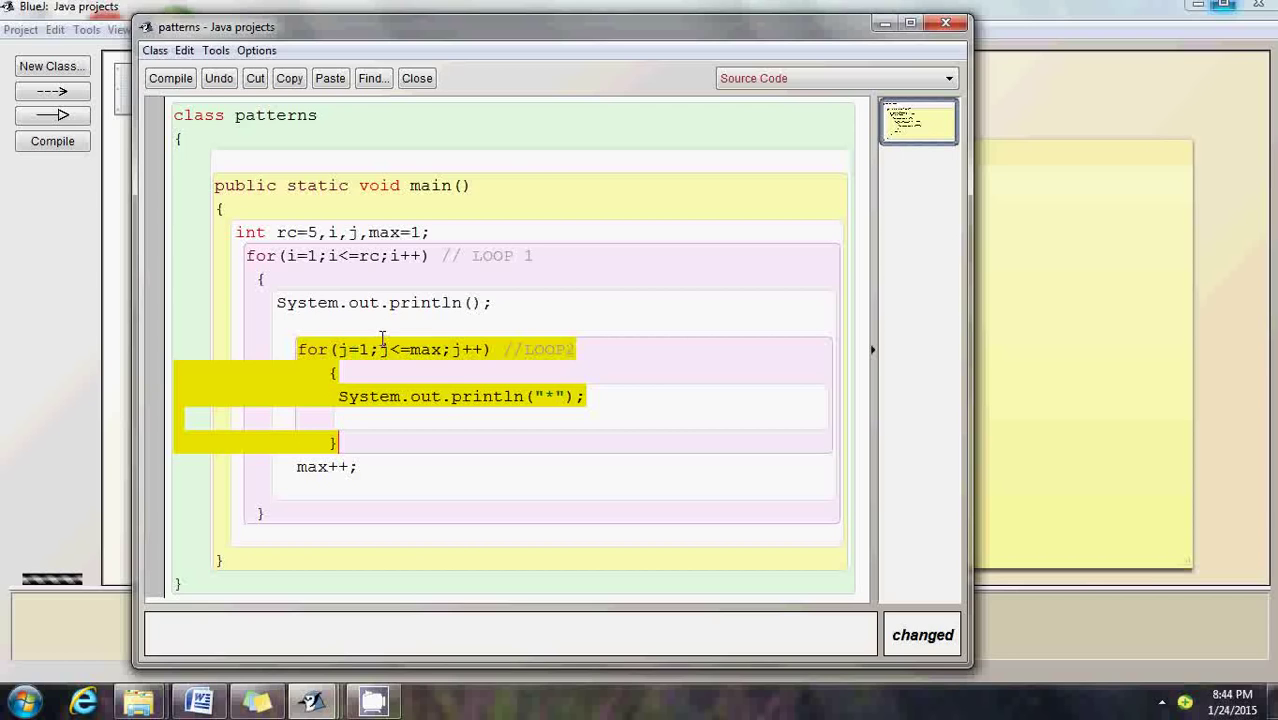 BlueJ: Java projects
Project Edit Tools View
New Class...
Compile
patterns - Java projects
Class Edit Tools Options
Compile Undo Cut Copy Paste Find... Close Source Code
class patterns
{
public static void main()
{
int rc=5,i,j,max=1;
for(i=1;i<=rc;i++) // LOOP 1
{
System.out.println();
for(j=1;j<=max;j++) //LOOP2
{
System.out.println("*");
}
max++;
}
}
}
changed
8:44 PM
1/24/2015